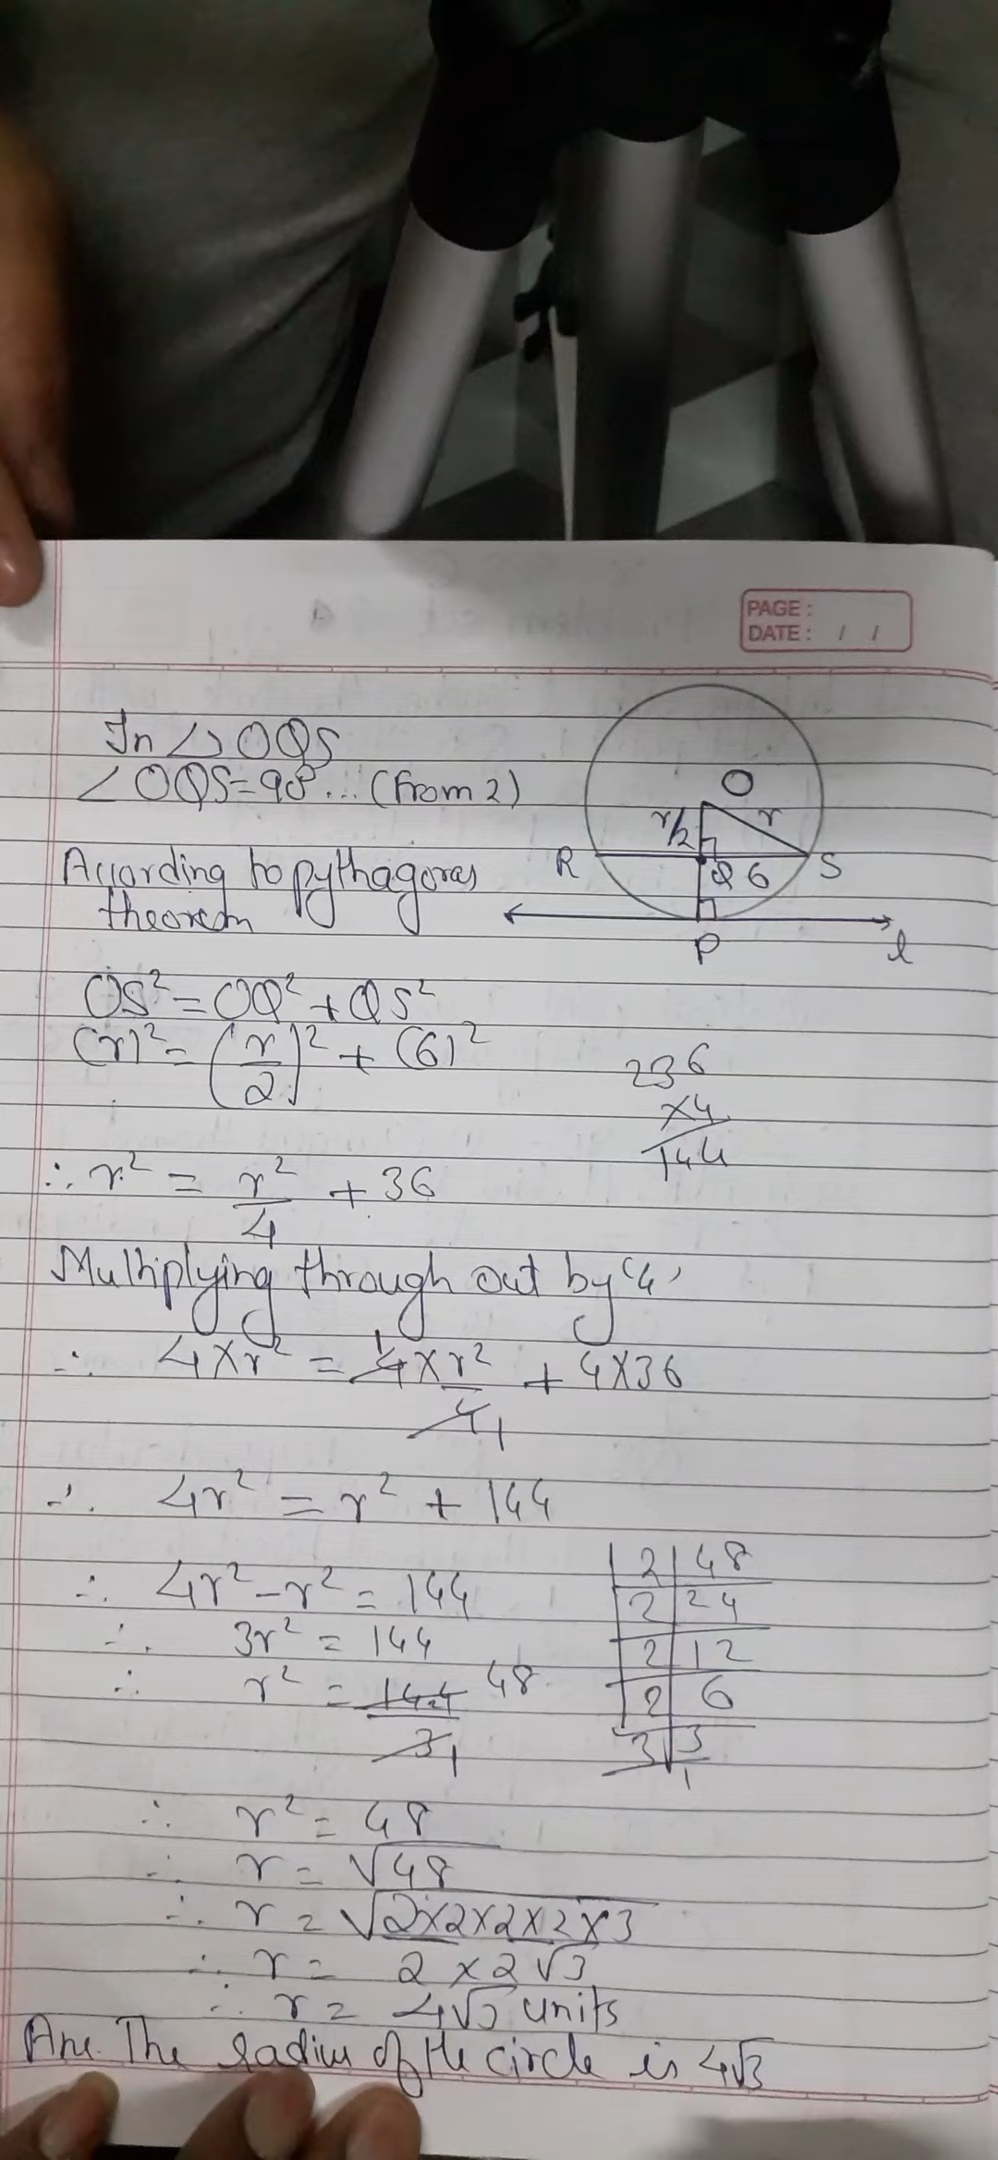 PAGE :
DATE : / /
In △OQS
∠OQS=90°... (From 2)
According to pythagoras
theorem
O
r/2 r
R Q 6 S
P l
OS² = OQ² + QS²
(r)² = (r/2)² + (6)²
236
×4
144
∴ r² = r²/4 + 36
Multiplying through out by '4'
∴ 4×r² = 4×r²/4 + 4×36
1
1
∴ 4r² = r² + 144
∴ 4r² - r² = 144
∴ 3r² = 144
∴ r² = 144/3 48
1
2 48
2 24
2 12
2 6
3 3
1
∴ r² = 48
∴ r = √48
∴ r = √2×2×2×2×3
∴ r = 2 × 2√3
∴ r = 4√3 units
Ans. The radius of the circle is 4√3